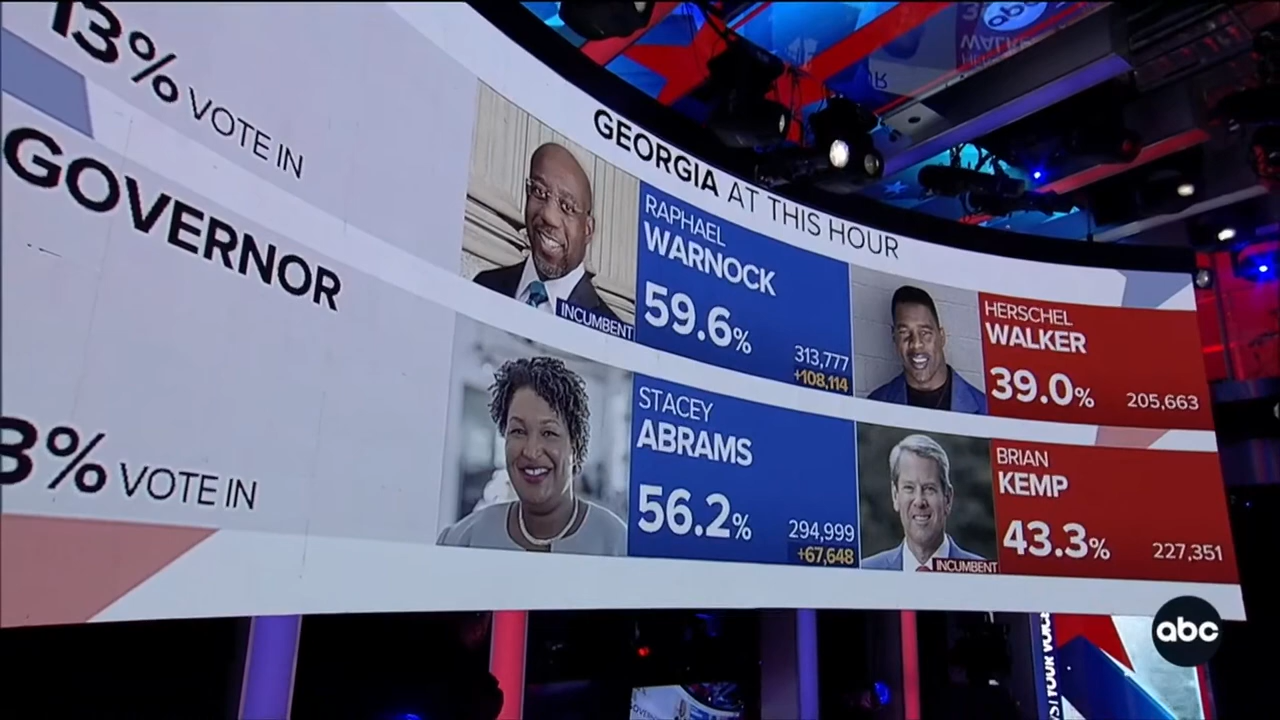 13% VOTE IN
GEORGIA AT THIS HOUR
RAPHAEL
WARNOCK
59.6%
313,777
+108,114
INCUMBENT
HERSCHEL
WALKER
39.0%
205,663
GOVERNOR
3% VOTE IN
STACEY
ABRAMS
56.2%
294,999
+67,648
BRIAN
KEMP
43.3%
227,351
INCUMBENT
abc
abc